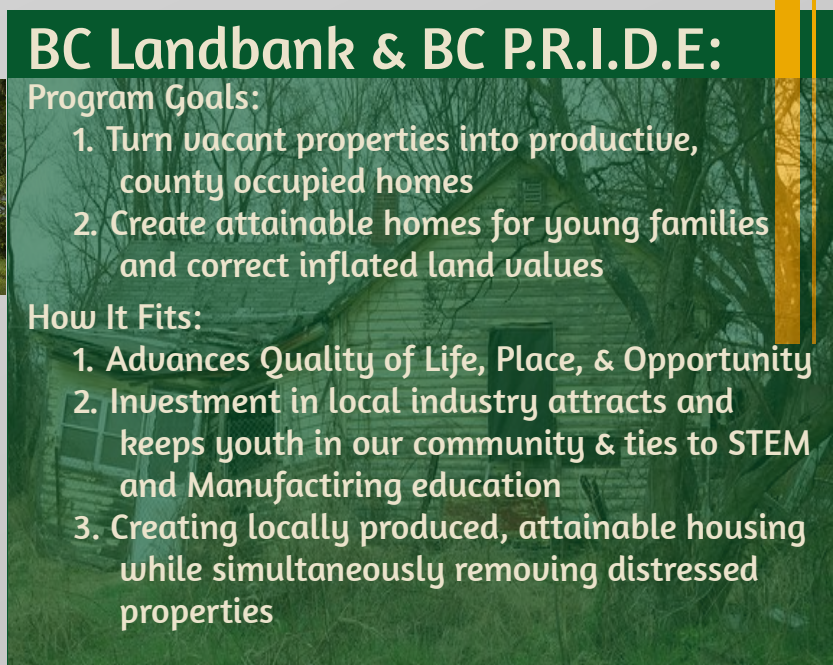 BC Landbank & BC P.R.I.D.E:
Program Goals:
1. Turn vacant properties into productive,
county occupied homes
2. Create attainable homes for young families
and correct inflated land values
How It Fits:
1. Advances Quality of Life, Place, & Opportunity
2. Investment in local industry attracts and
keeps youth in our community & ties to STEM
and Manufactiring education
3. Creating locally produced, attainable housing
while simultaneously removing distressed
properties